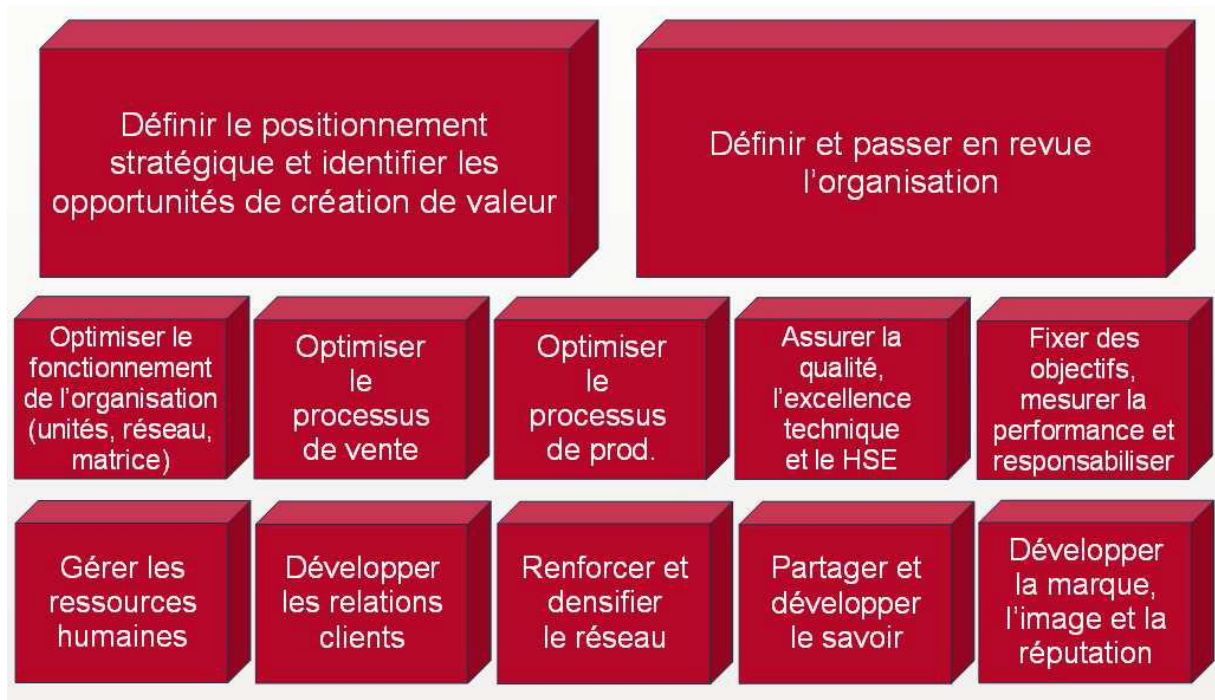 Définir le positionnement
stratégique et identifier les
opportunités de création de valeur
Définir et passer en revue
l'organisation
Optimiser le
fonctionnement
de l'organisation
(unités, réseau,
matrice)
Optimiser
le
processus
de vente
Optimiser
le
processus
de prod.
Assurer la
qualité,
l'excellence
technique
et le HSE
Fixer des
objectifs,
mesurer la
performance et
responsabiliser
Gérer les
ressources
humaines
Développer
les relations
clients
Renforcer et
densifier
le réseau
Partager et
développer
le savoir
Développer
la marque,
l'image et la
réputation